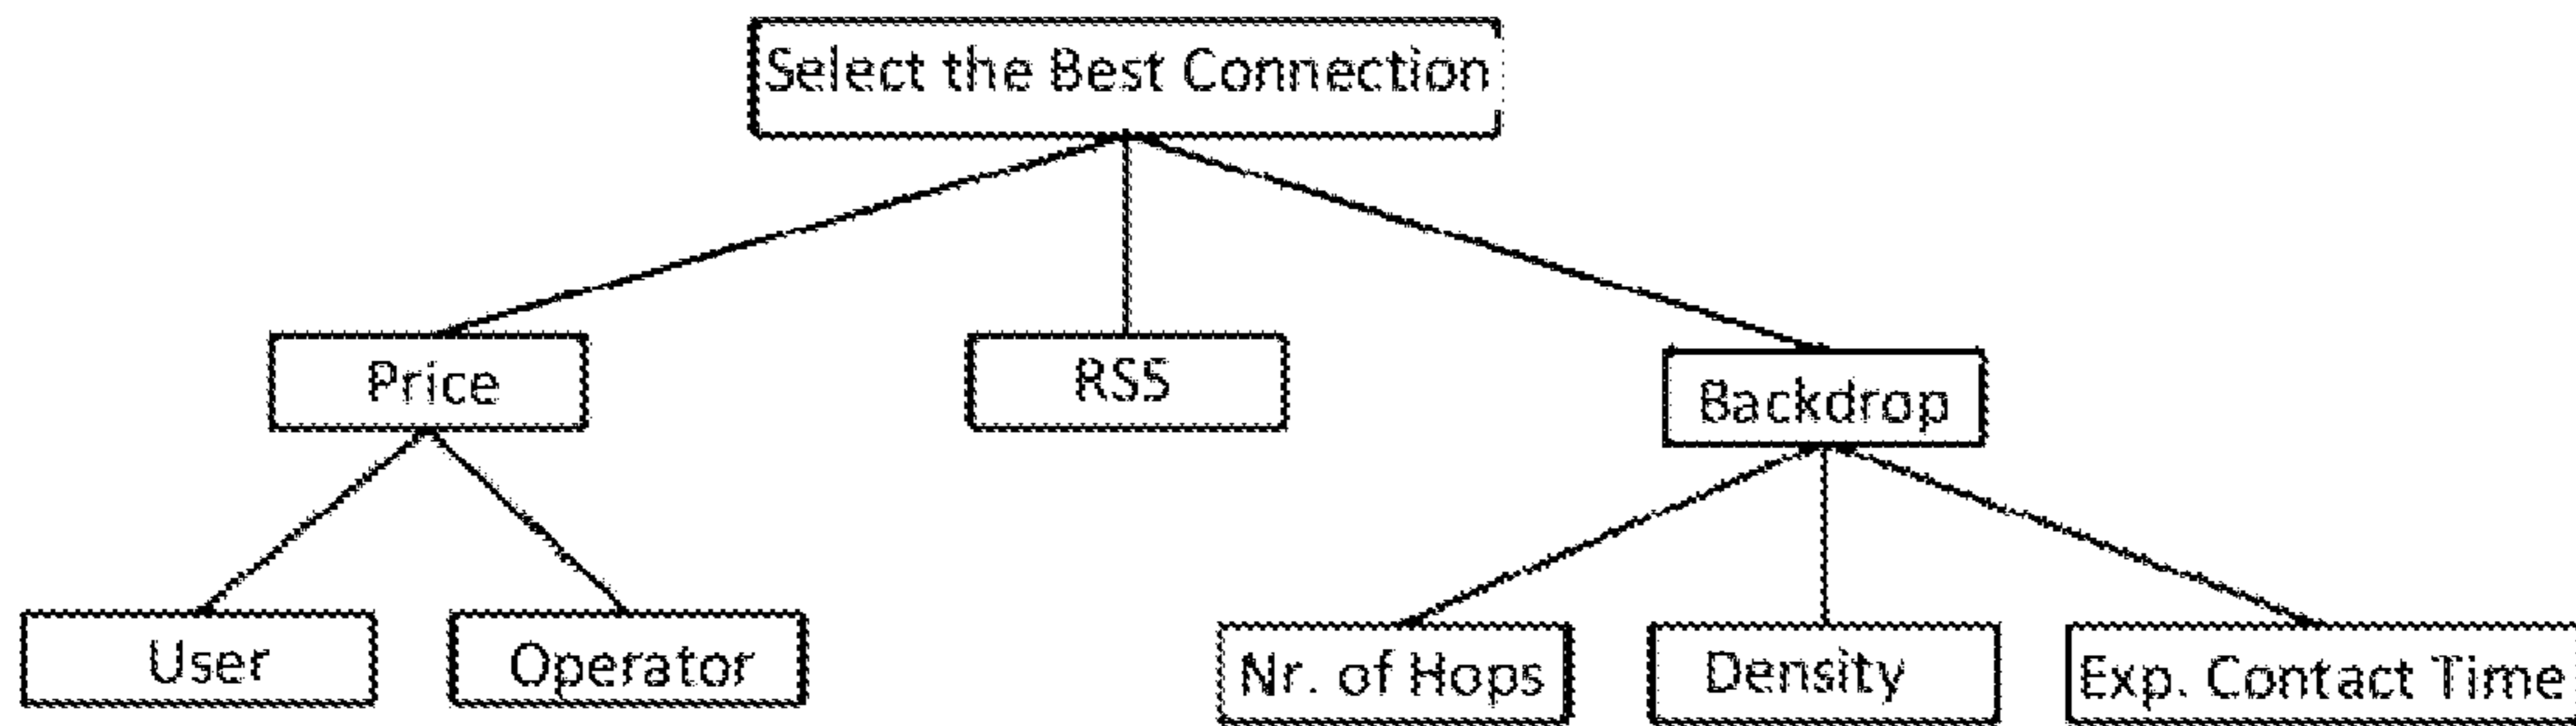 Select the Best Connection
Price
RSS
Backdrop
User
Operator
Nr. of Hops
Density
Exp. Contact Time